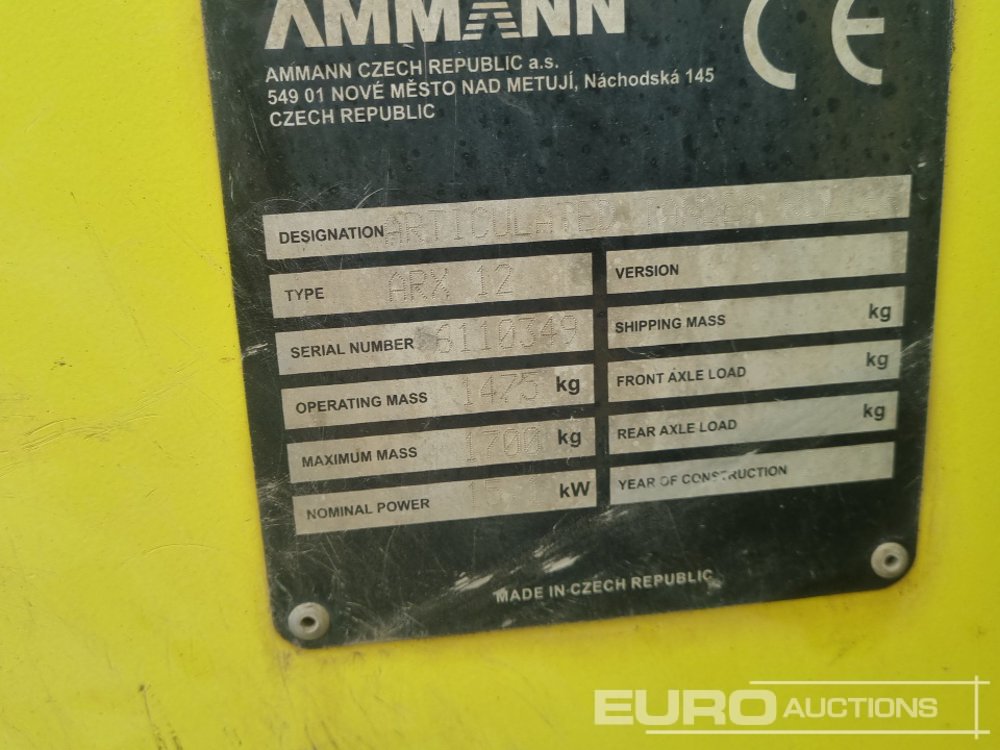 AMMANN CE
AMMANN CZECH REPUBLIC a.s.
549 01 NOVÉ MĚSTO NAD METUJÍ, Náchodská 145
CZECH REPUBLIC
DESIGNATION ARTICULATED
TYPE ARX 12
VERSION
SERIAL NUMBER 6110349
SHIPPING MASS kg
OPERATING MASS 1475 kg
FRONT AXLE LOAD kg
MAXIMUM MASS 1700 kg
REAR AXLE LOAD kg
NOMINAL POWER kW
YEAR OF CONSTRUCTION
MADE IN CZECH REPUBLIC
EURO AUCTIONS